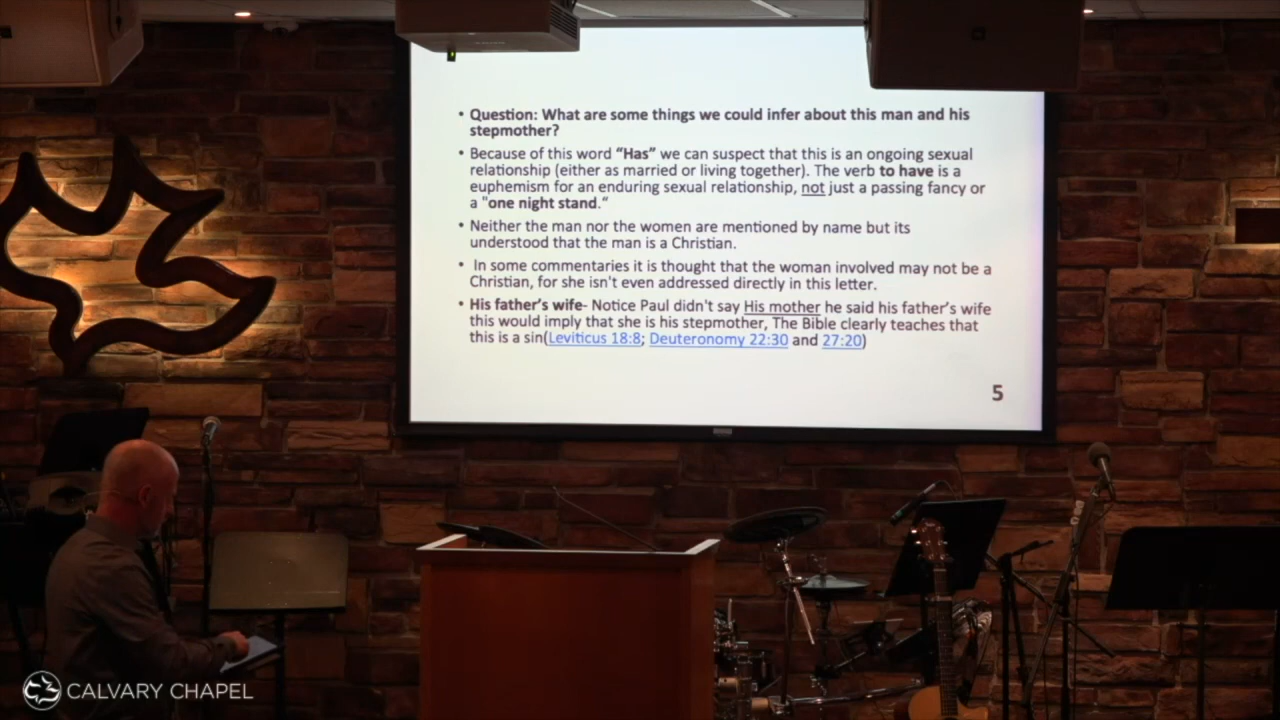 • Question: What are some things we could infer about this man and his
stepmother?
• Because of this word “Has” we can suspect that this is an ongoing sexual
relationship (either as married or living together). The verb to have is a
euphemism for an enduring sexual relationship, not just a passing fancy or
a "one night stand.“
• Neither the man nor the women are mentioned by name but its
understood that the man is a Christian.
• In some commentaries it is thought that the woman involved may not be a
Christian, for she isn't even addressed directly in this letter.
• His father’s wife- Notice Paul didn't say His mother he said his father’s wife
this would imply that she is his stepmother, The Bible clearly teaches that
this is a sin(Leviticus 18:8; Deuteronomy 22:30 and 27:20)
5
CALVARY CHAPEL